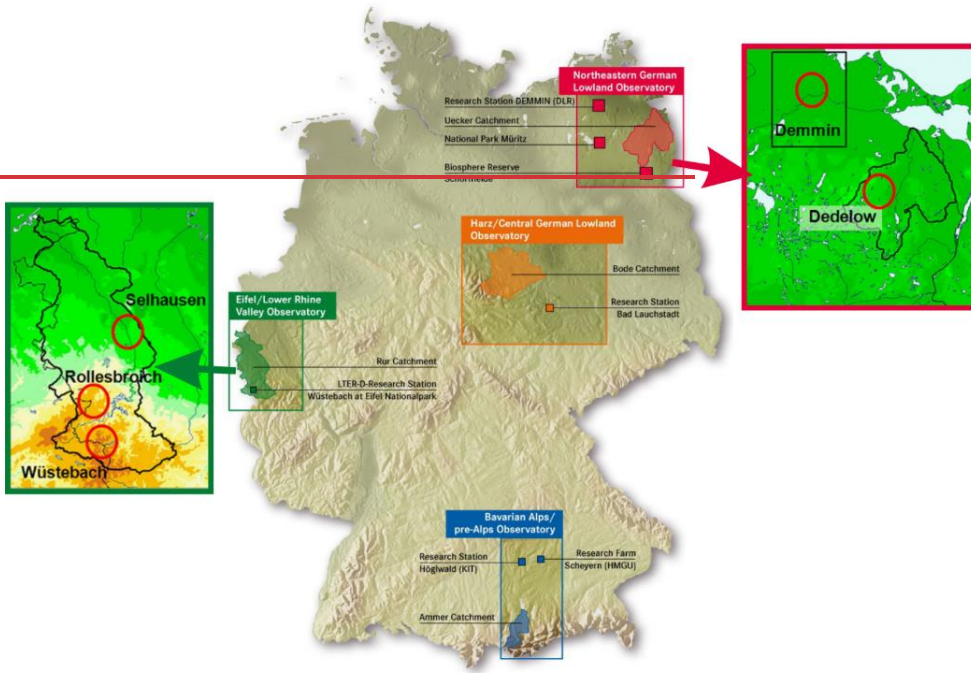 Northeastern German
Lowland Observatory
Research Station DEMMIN (DLR)
Uecker Catchment
National Park Müritz
Biosphere Reserve
Demmin
Dedelow
Harz/Central German Lowland
Observatory
Bode Catchment
Research Station
Bad Lauchstadt
Selhausen
Rollesbroich
Wüstebach
Eifel/Lower Rhine
Valley Observatory
Rur Catchment
LTER-D-Research Station
Wüstebach at Eifel Nationalpark
Bavarian Alps/
pre-Alps Observatory
Research Station
Höglwald (KIT)
Research Farm
Scheyern (HMGU)
Ammer Catchment